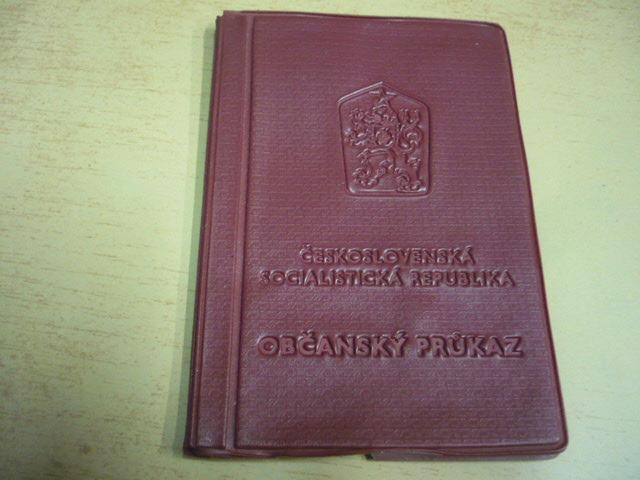 ČESKOSLOVENSKÁ
SOCIALISTICKÁ REPUBLIKA
OBČANSKÝ PRŮKAZ